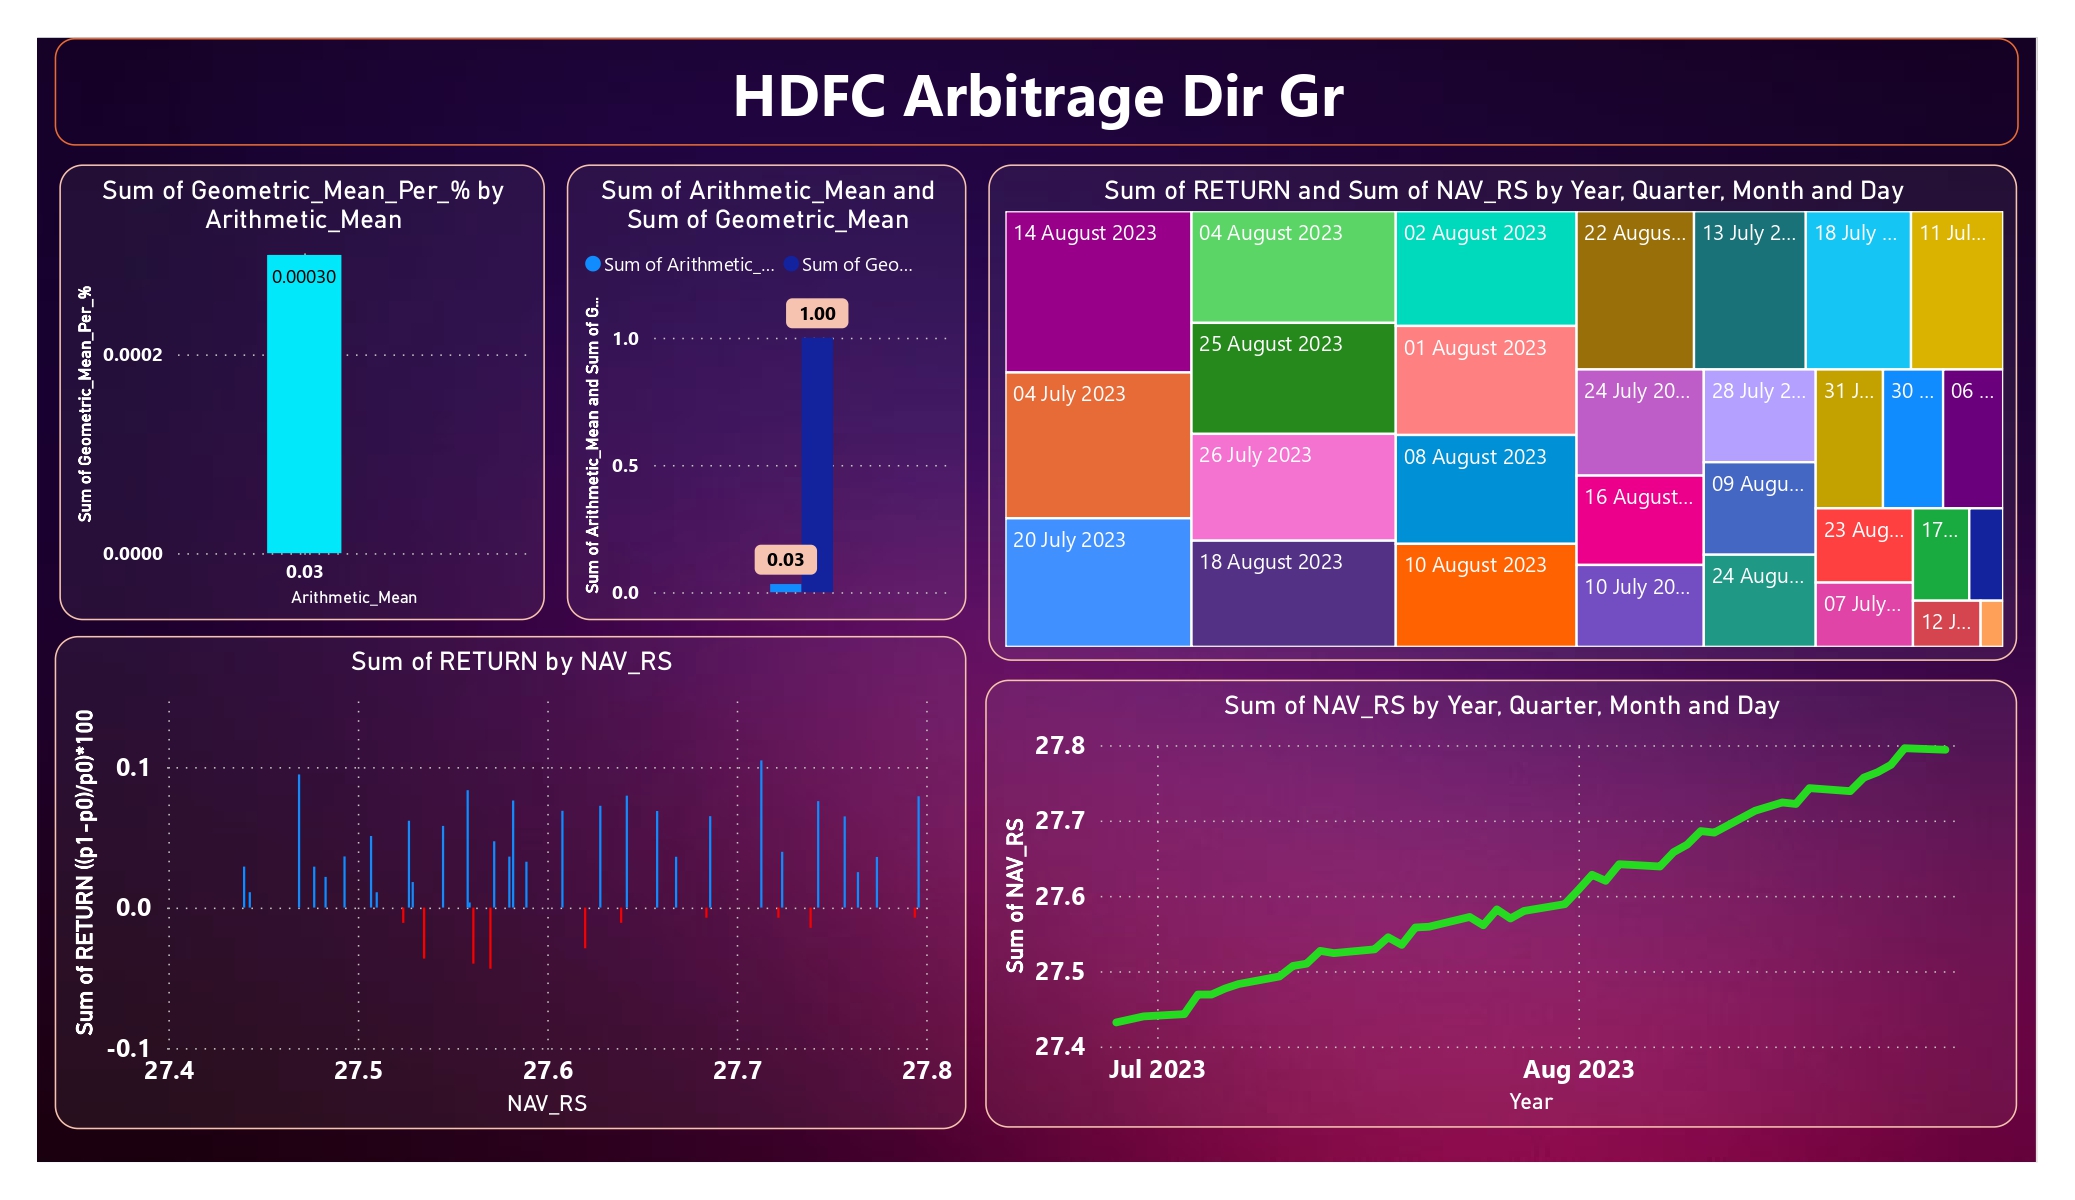 HDFC Arbitrage Dir Gr
Sum of Geometric_Mean_Per_% by
Arithmetic_Mean
Sum of Geometric_Mean_Per_%
0.00030
0.0002
0.0000
0.03
Arithmetic_Mean
Sum of Arithmetic_Mean and
Sum of Geometric_Mean
Sum of Arithmetic_... Sum of Geo...
Sum of Arithmetic_Mean and Sum of G...
1.00
1.0
0.5
0.03
0.0
Sum of RETURN and Sum of NAV_RS by Year, Quarter, Month and Day
14 August 2023
04 July 2023
20 July 2023
04 August 2023
25 August 2023
26 July 2023
18 August 2023
02 August 2023
01 August 2023
08 August 2023
10 August 2023
22 Augus...
13 July 2...
18 July ...
11 Jul...
24 July 20...
16 August...
10 July 20...
28 July 2...
09 Augu...
24 Augu...
31 J...
30 ...
06 ...
23 Aug...
07 July...
17...
12 J...
Sum of RETURN by NAV_RS
Sum of RETURN ((p1-p0)/p0)*100
0.1
0.0
-0.1
27.4 27.5 27.6 27.7 27.8
NAV_RS
Sum of NAV_RS by Year, Quarter, Month and Day
Sum of NAV_RS
27.8
27.7
27.6
27.5
27.4
Jul 2023 Aug 2023
Year